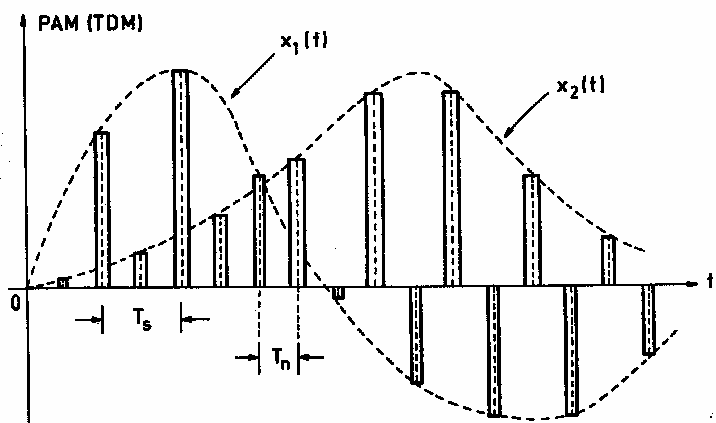 PAM (TDM)
x₁(t)
x₂(t)
0
t
Tₛ
Tₙ